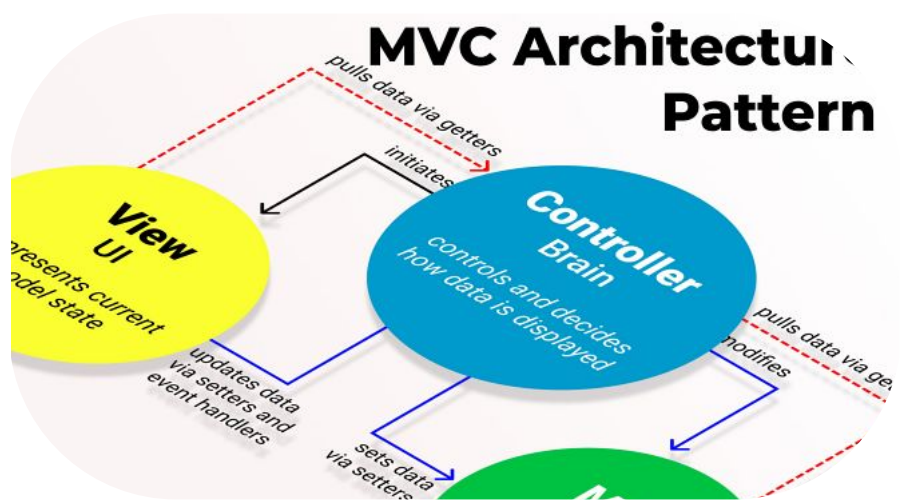 MVC Architectur
Pattern
pulls data via getters
initiates
View
UI
presents current
odel state
Controller
Brain
controls and decides
how data is displayed
updates data
via setters and
event handlers
sets data
via setters
pulls data via ge
modifies
M